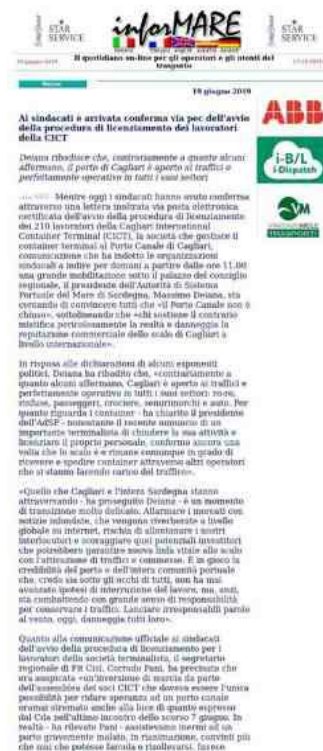 STAR
SERVICE
inforMARE
STAR
SERVICE
Il quotidiano on-line per gli operatori e gli utenti del
trasporto
19 giugno 2019
Ai sindacati è arrivata conferma via pec dell'avvio
della procedura di licenziamento dei lavoratori
della CICT
Deiana ribadisce che, contrariamente a quanto alcuni
affermano, il porto di Cagliari è aperto ai traffici e
perfettamente operativo in tutti i suoi settori
Mentre oggi i sindacati hanno avuto conferma
attraverso una lettera inoltrata via posta elettronica
certificata dell'avvio della procedura di licenziamento
dei 210 lavoratori della Cagliari International
Container Terminal (CICT), la società che gestisce il
container terminal al Porto Canale di Cagliari,
comunicazione che ha indotto le organizzazioni
sindacali a indire per domani a partire dalle ore 11,00
una grande mobilitazione sotto il palazzo del consiglio
regionale, il presidente dell'Autorità di Sistema
Portuale del Mare di Sardegna, Massimo Deiana, sta
cercando di convincere tutti che «il Porto Canale non è
chiuso», sottolineando che «chi sostiene il contrario
mistifica pericolosamente la realtà e danneggia la
reputazione commerciale dello scalo di Cagliari a
livello internazionale».
In risposta alle dichiarazioni di alcuni esponenti
politici, Deiana ha ribadito che, «contrariamente a
quanto alcuni affermano, Cagliari è aperto ai traffici e
perfettamente operativo in tutti i suoi settori: ro-ro,
rinfuse, passeggeri, crociere, semirimorchi e auto. Per
quanto riguarda i container - ha chiarito il presidente
dell'AdSP - nonostante il recente annuncio di un
importante terminalista di chiudere la sua attività e
licenziare il proprio personale, confermo ancora una
volta che lo scalo è e rimane comunque in grado di
ricevere e spedire container attraverso altri operatori
che si stanno facendo carico del traffico».
«Quello che Cagliari e l'intera Sardegna stanno
attraversando - ha proseguito Deiana - è un momento
di transizione molto delicato. Allarmare i mercati con
notizie infondate, che vengono riverberate a livello
globale su internet, rischia di allontanare i nostri
interlocutori e scoraggiare quei potenziali investitori
che potrebbero garantire nuova linfa vitale allo scalo
con l'attrazione di traffici e commesse. È in gioco la
credibilità del porto e dell'intera comunità portuale
che, credo sia sotto gli occhi di tutti, non ha mai
avanzato ipotesi di interruzione del lavoro, ma, anzi,
sta combattendo con grande senso di responsabilità
per conservare i traffici. Lanciare irresponsabili parole
al vento, oggi, danneggia tutti loro».
Quanto alla comunicazione ufficiale ai sindacati
dell'avvio della procedura di licenziamento per i
lavoratori della società terminalista, il segretario
regionale di Fit Cisl, Corrado Pani, ha precisato che
era auspicata «un'inversione di marcia da parte
dell'assemblea dei soci CICT che doveva essere l'unica
possibilità per ridare speranza ad un porto canale
oramai stremato anche alla luce di quanto espresso
dal Cda nell'ultimo incontro dello scorso 7 giugno. In
realtà - ha rilevato Pani - assistevamo inermi ad un
porto gravemente malato, in rianimazione, convinti più
che mai che potesse farcela e risollevarsi. Invece
ABB
i-B/L
i-Dispatch
TRASPORTI